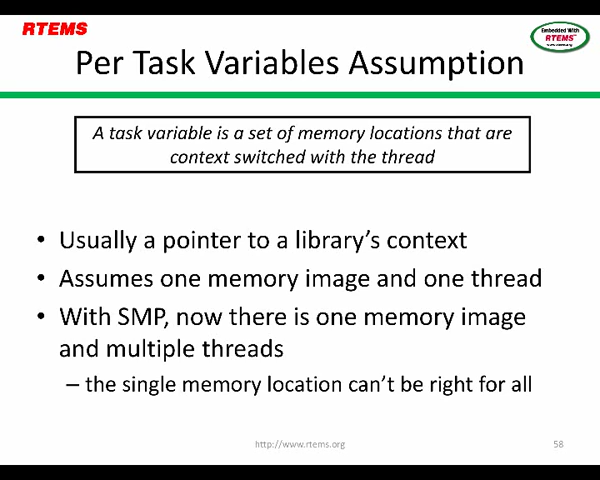 RTEMS
Embedded With
RTEMS
Per Task Variables Assumption
A task variable is a set of memory locations that are
context switched with the thread
• Usually a pointer to a library's context
• Assumes one memory image and one thread
• With SMP, now there is one memory image
and multiple threads
– the single memory location can't be right for all
http://www.rtems.org
58